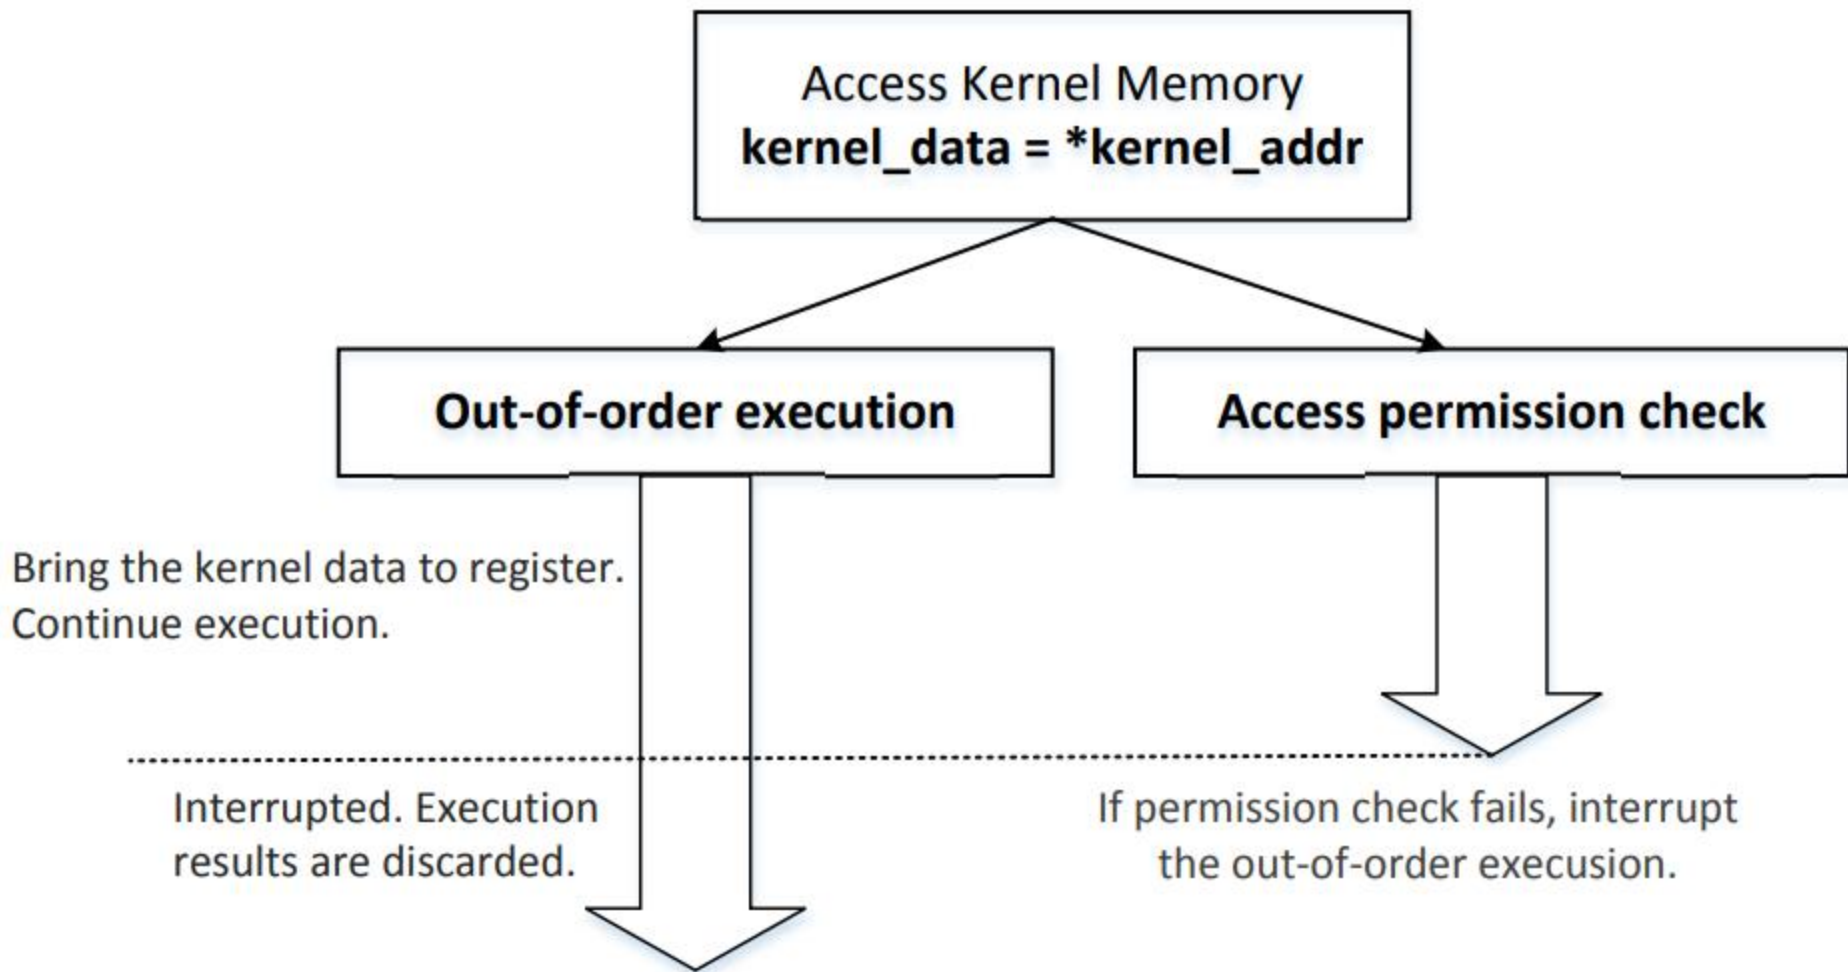 Access Kernel Memory
kernel_data = *kernel_addr
Out-of-order execution
Access permission check
Bring the kernel data to register.
Continue execution.
Interrupted. Execution
results are discarded.
If permission check fails, interrupt
the out-of-order execusion.